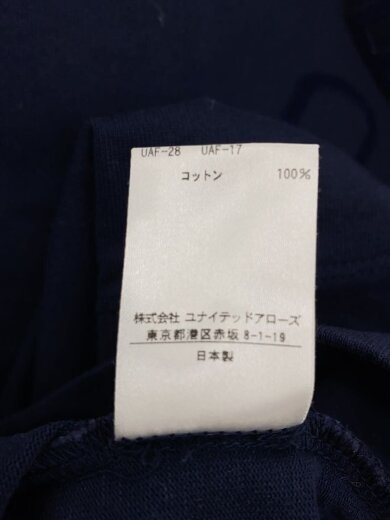 UAF-28 UAF-17
コットン 100%
株式会社 ユナイテッドアローズ
東京都港区赤坂 8-1-19
日本製